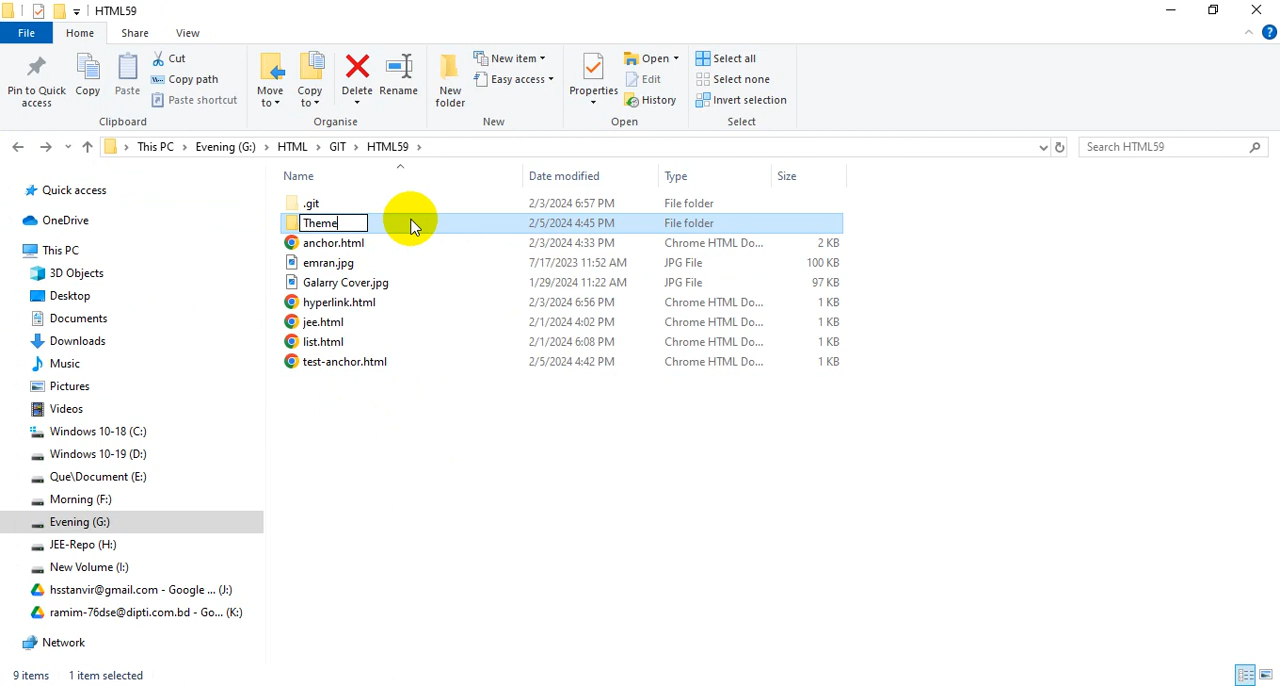 HTML59
File Home Share View
Pin to Quick access
Copy
Paste
Cut
Copy path
Paste shortcut
Move to
Copy to
Delete
Rename
New folder
New item
Easy access
Properties
Open
Edit
History
Select all
Select none
Invert selection
Clipboard Organise New Open Select
This PC > Evening (G:) > HTML > GIT > HTML59 >
Search HTML59
Name Date modified Type Size
.git 2/3/2024 6:57 PM File folder
Theme 2/5/2024 4:45 PM File folder
anchor.html 2/3/2024 4:33 PM Chrome HTML Do... 2 KB
emran.jpg 7/17/2023 11:52 AM JPG File 100 KB
Galarry Cover.jpg 1/29/2024 11:22 AM JPG File 97 KB
hyperlink.html 2/3/2024 6:56 PM Chrome HTML Do... 1 KB
jee.html 2/1/2024 4:02 PM Chrome HTML Do... 1 KB
list.html 2/1/2024 6:08 PM Chrome HTML Do... 1 KB
test-anchor.html 2/5/2024 4:42 PM Chrome HTML Do... 1 KB
Quick access
OneDrive
This PC
3D Objects
Desktop
Documents
Downloads
Music
Pictures
Videos
Windows 10-18 (C:)
Windows 10-19 (D:)
Que\Document (E:)
Morning (F:)
Evening (G:)
JEE-Repo (H:)
New Volume (I:)
hsstanvir@gmail.com - Google ... (J:)
ramim-76dse@dipti.com.bd - Go... (K:)
Network
9 items 1 item selected